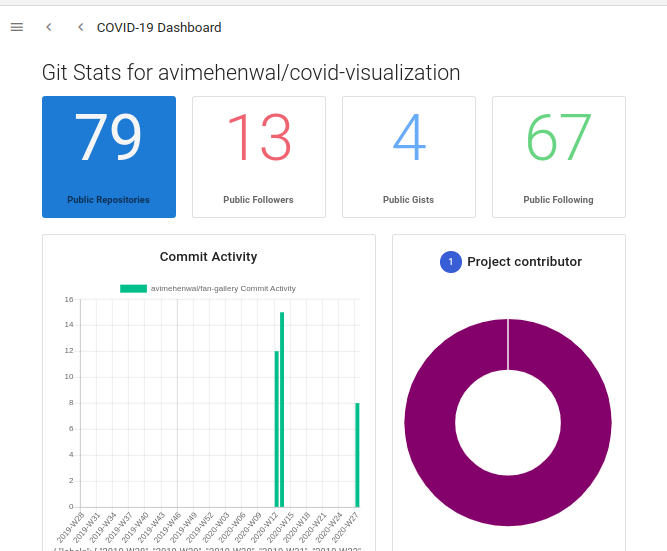 COVID-19 Dashboard
Git Stats for avimehenwal/covid-visualization
79
13
4
67
Public Repositories
Public Followers
Public Gists
Public Following
Commit Activity
1 Project contributor
avimehenwal/fan-gallery Commit Activity
16
14
12
10
8
6
4
2
0
2019-W28
2019-W31
2019-W34
2019-W37
2019-W40
2019-W43
2019-W46
2019-W49
2019-W52
2020-W03
2020-W06
2020-W09
2020-W12
2020-W15
2020-W18
2020-W21
2020-W24
2020-W27